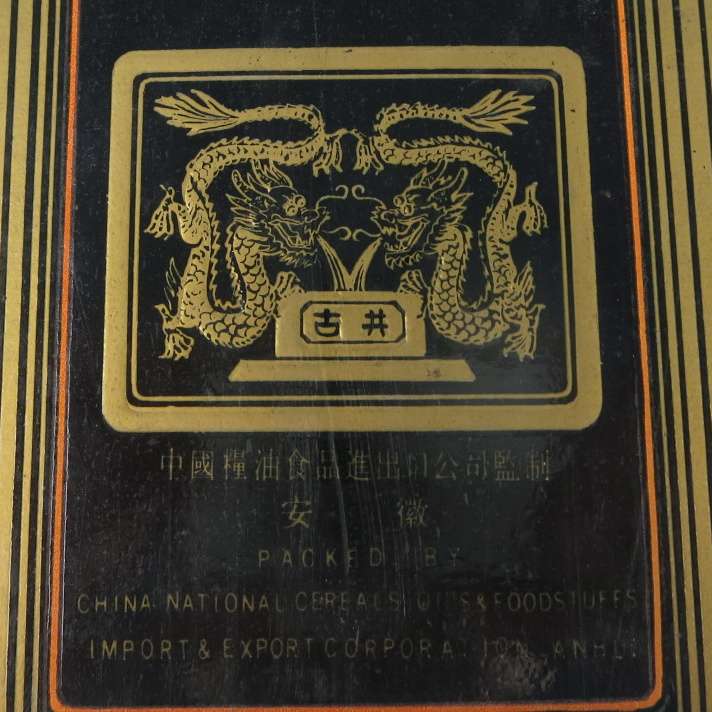 古井
中國糧油食品進出口公司監制
安徽
PACKED BY
CHINA NATIONAL CEREALS, OILS & FOODSTUFFS
IMPORT & EXPORT CORPORATION, ANHUI